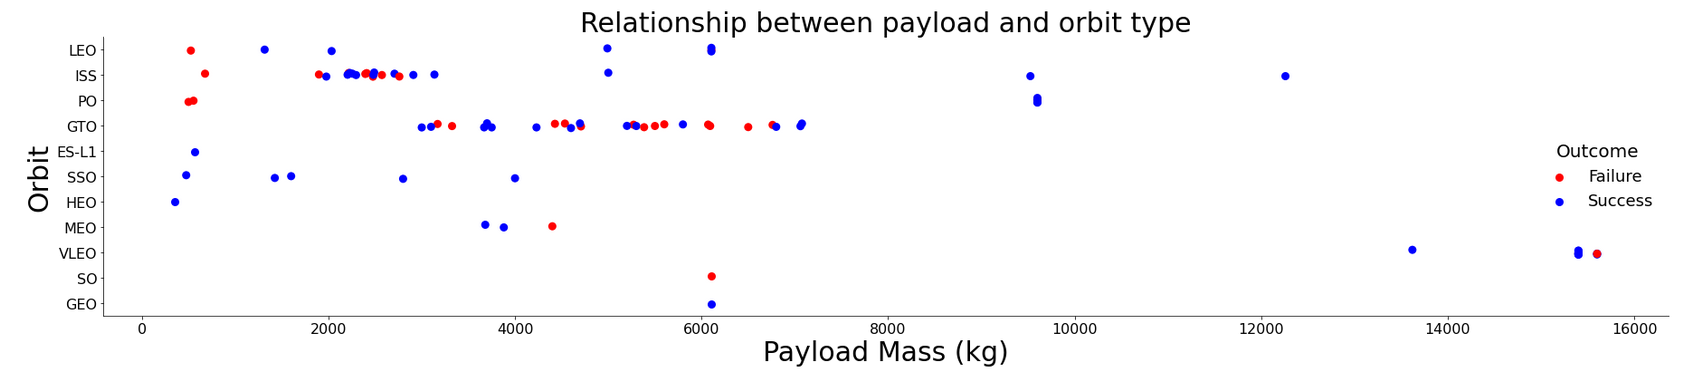 Relationship between payload and orbit type
LEO
ISS
PO
GTO
ES-L1
SSO
HEO
MEO
VLEO
SO
GEO
Orbit
Outcome
Failure
Success
0 2000 4000 6000 8000 10000 12000 14000 16000
Payload Mass (kg)